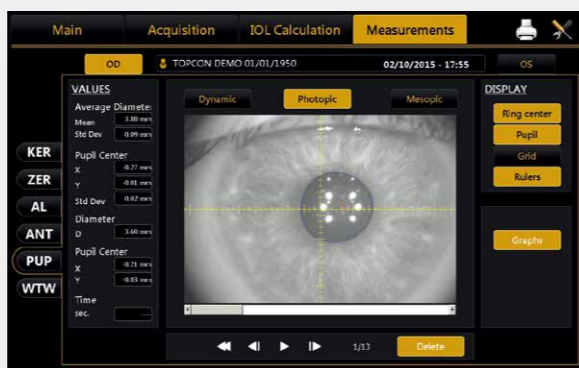 Main Acquisition IOL Calculation Measurements
OD TOPCON DEMO 01/01/1950 02/10/2015 - 17:55 OS
VALUES
Average Diameter
Mean 3.80 mm
Std Dev 0.09 mm
Pupil Center
X -0.27 mm
Y -0.01 mm
Std Dev 0.02 mm
Diameter
D 3.60 mm
Pupil Center
X -0.21 mm
Y -0.03 mm
Time
sec.
KER
ZER
AL
ANT
PUP
WTW
Dynamic Photopic Mesopic
1/13 Delete
DISPLAY
Ring center
Pupil
Grid
Rulers
Graphs